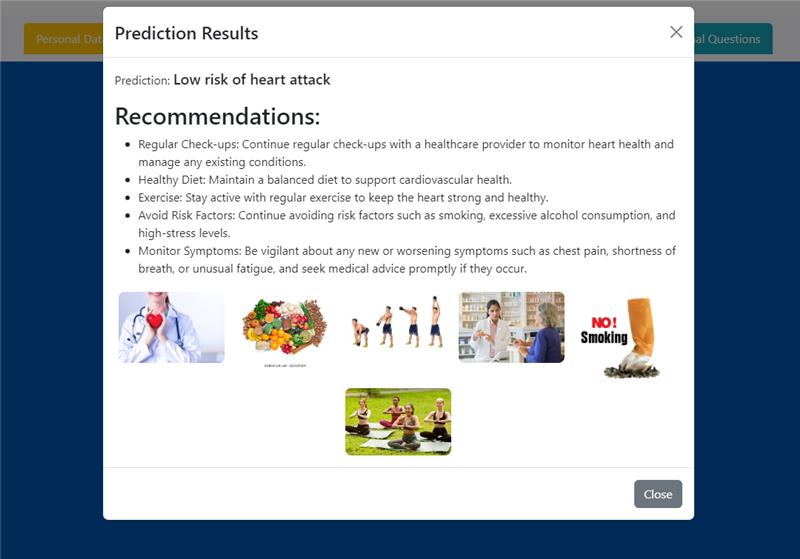 Prediction Results
Personal Dat
al Questions
Prediction: Low risk of heart attack
Recommendations:
• Regular Check-ups: Continue regular check-ups with a healthcare provider to monitor heart health and
manage any existing conditions.
• Healthy Diet: Maintain a balanced diet to support cardiovascular health.
• Exercise: Stay active with regular exercise to keep the heart strong and healthy.
• Avoid Risk Factors: Continue avoiding risk factors such as smoking, excessive alcohol consumption, and
high-stress levels.
• Monitor Symptoms: Be vigilant about any new or worsening symptoms such as chest pain, shortness of
breath, or unusual fatigue, and seek medical advice promptly if they occur.
NO!
Smoking
Close